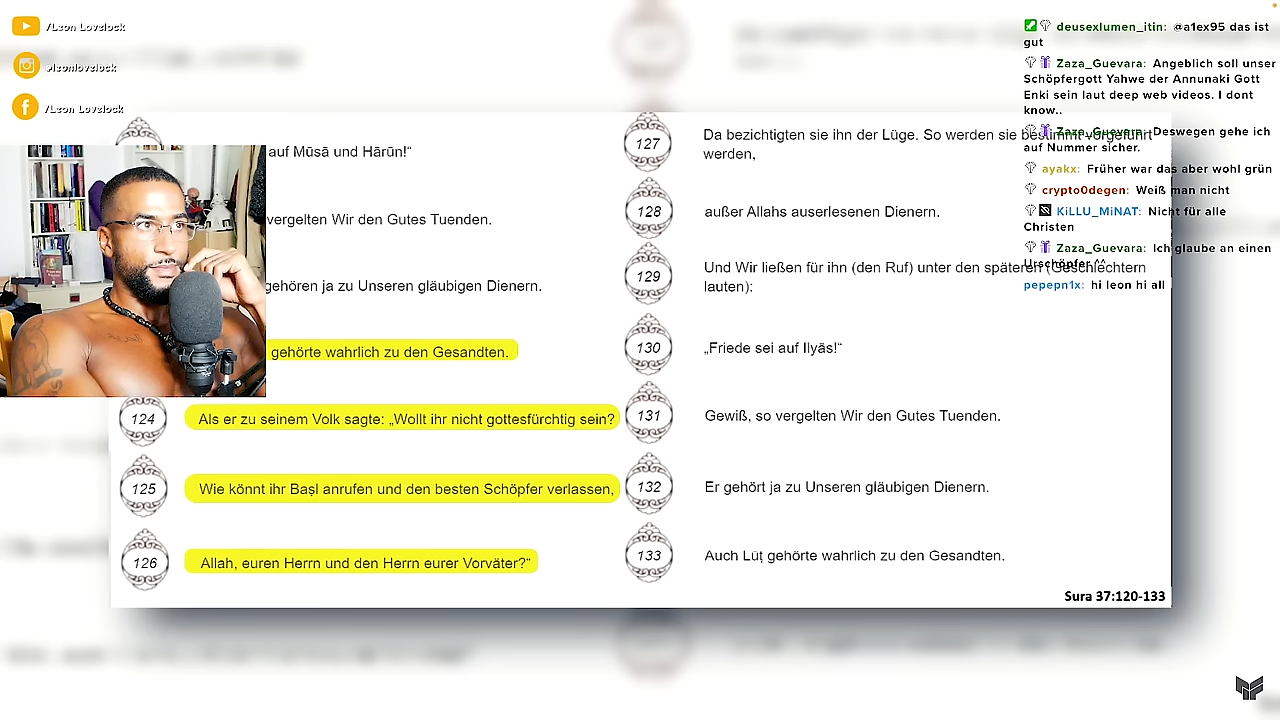 /Leon Lovelock
#leonlovelock
/Leon Lovelock
auf Mūsā und Hārūn!“
vergelten Wir den Gutes Tuenden.
gehören ja zu Unseren gläubigen Dienern.
gehörte wahrlich zu den Gesandten.
124 Als er zu seinem Volk sagte: „Wollt ihr nicht gottesfürchtig sein?
125 Wie könnt ihr Baṣl anrufen und den besten Schöpfer verlassen,
126 Allah, euren Herrn und den Herrn eurer Vorväter?“
127 Da bezichtigten sie ihn der Lüge. So werden sie bestimmt vorgeführt
werden,
128 außer Allahs auserlesenen Dienern.
129 Und Wir ließen für ihn (den Ruf) unter den späteren (Geschlechtern
lauten):
130 „Friede sei auf Ilyās!“
131 Gewiß, so vergelten Wir den Gutes Tuenden.
132 Er gehört ja zu Unseren gläubigen Dienern.
133 Auch Lūṭ gehörte wahrlich zu den Gesandten.
Sura 37:120-133
deusexlumen_itin: @a1ex95 das ist
gut
Zaza_Guevara: Angeblich soll unser
Schöpfergott Yahwe der Annunaki Gott
Enki sein laut deep web videos. I dont
know..
Zaza_Guevara: Deswegen gehe ich
auf Nummer sicher.
ayakx: Früher war das aber wohl grün
crypto0degen: Weiß man nicht
KiLLU_MiNAT: Nicht für alle
Christen
Zaza_Guevara: Ich glaube an einen
Urschöpfer ^^
pepepn1x: hi leon hi all